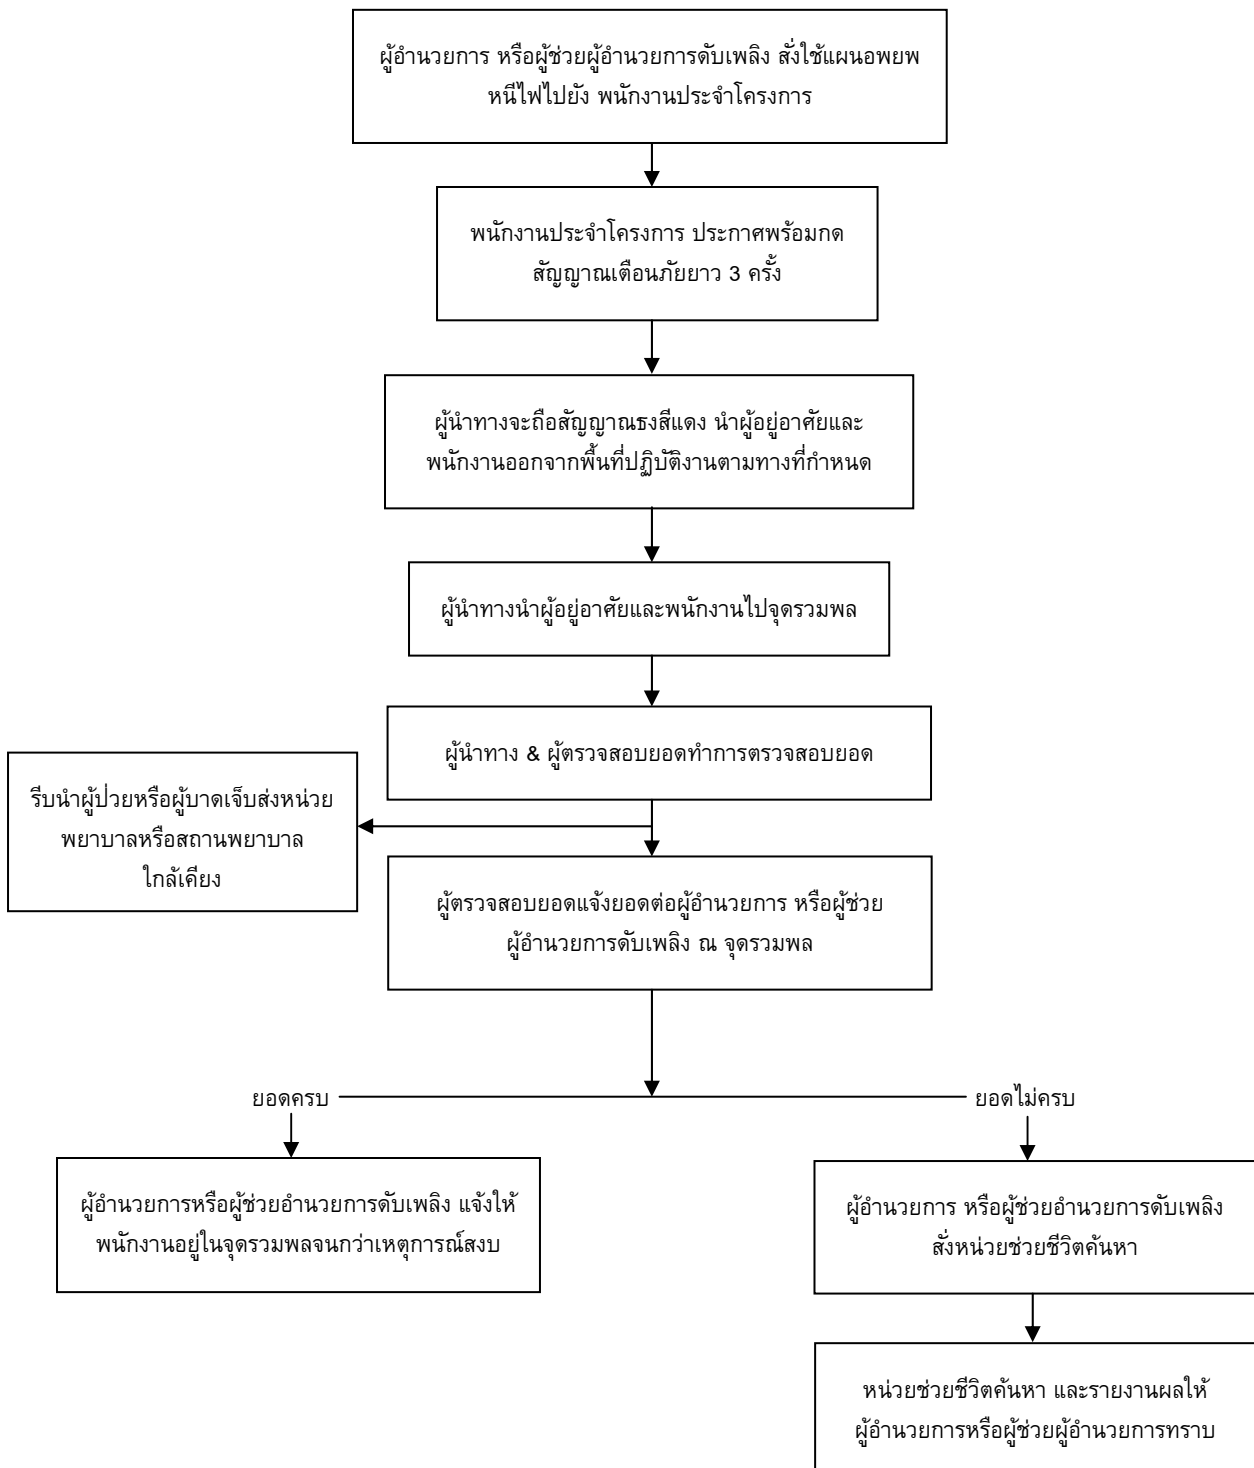 ผู้อำนวยการ หรือผู้ช่วยผู้อำนวยการดับเพลิง สั่งใช้แผนอพยพ
หนีไฟไปยัง พนักงานประจำโครงการ
พนักงานประจำโครงการ ประกาศพร้อมกด
สัญญาณเตือนภัยยาว 3 ครั้ง
ผู้นำทางจะถือสัญญาณธงสีแดง นำผู้อยู่อาศัยและ
พนักงานออกจากพื้นที่ปฏิบัติงานตามทางที่กำหนด
ผู้นำทางนำผู้อยู่อาศัยและพนักงานไปจุดรวมพล
ผู้นำทาง & ผู้ตรวจสอบยอดทำการตรวจสอบยอด
รีบนำผู้ป่วยหรือผู้บาดเจ็บส่งหน่วย
พยาบาลหรือสถานพยาบาล
ใกล้เคียง
ผู้ตรวจสอบยอดแจ้งยอดต่อผู้อำนวยการ หรือผู้ช่วย
ผู้อำนวยการดับเพลิง ณ จุดรวมพล
ยอดครบ
ยอดไม่ครบ
ผู้อำนวยการหรือผู้ช่วยอำนวยการดับเพลิง แจ้งให้
พนักงานอยู่ในจุดรวมพลจนกว่าเหตุการณ์สงบ
ผู้อำนวยการ หรือผู้ช่วยอำนวยการดับเพลิง
สั่งหน่วยช่วยชีวิตค้นหา
หน่วยช่วยชีวิตค้นหา และรายงานผลให้
ผู้อำนวยการหรือผู้ช่วยผู้อำนวยการทราบ